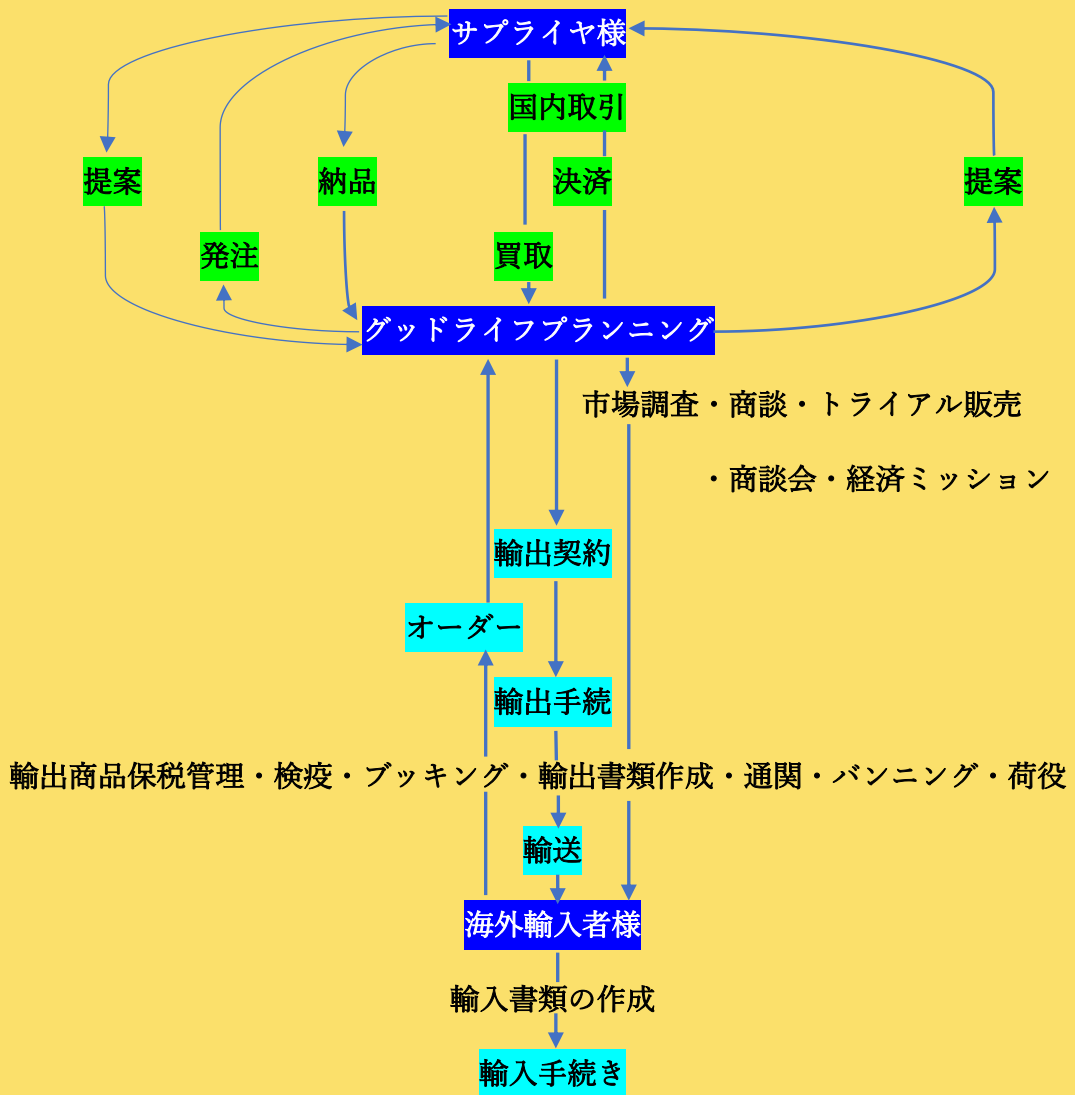 サプライヤ様
国内取引
提案
納品
決済
提案
発注
買取
グッドライフプランニング
市場調査・商談・トライアル販売
・商談会・経済ミッション
輸出契約
オーダー
輸出手続
輸出商品保税管理・検疫・ブッキング・輸出書類作成・通関・バンニング・荷役
輸送
海外輸入者様
輸入書類の作成
輸入手続き